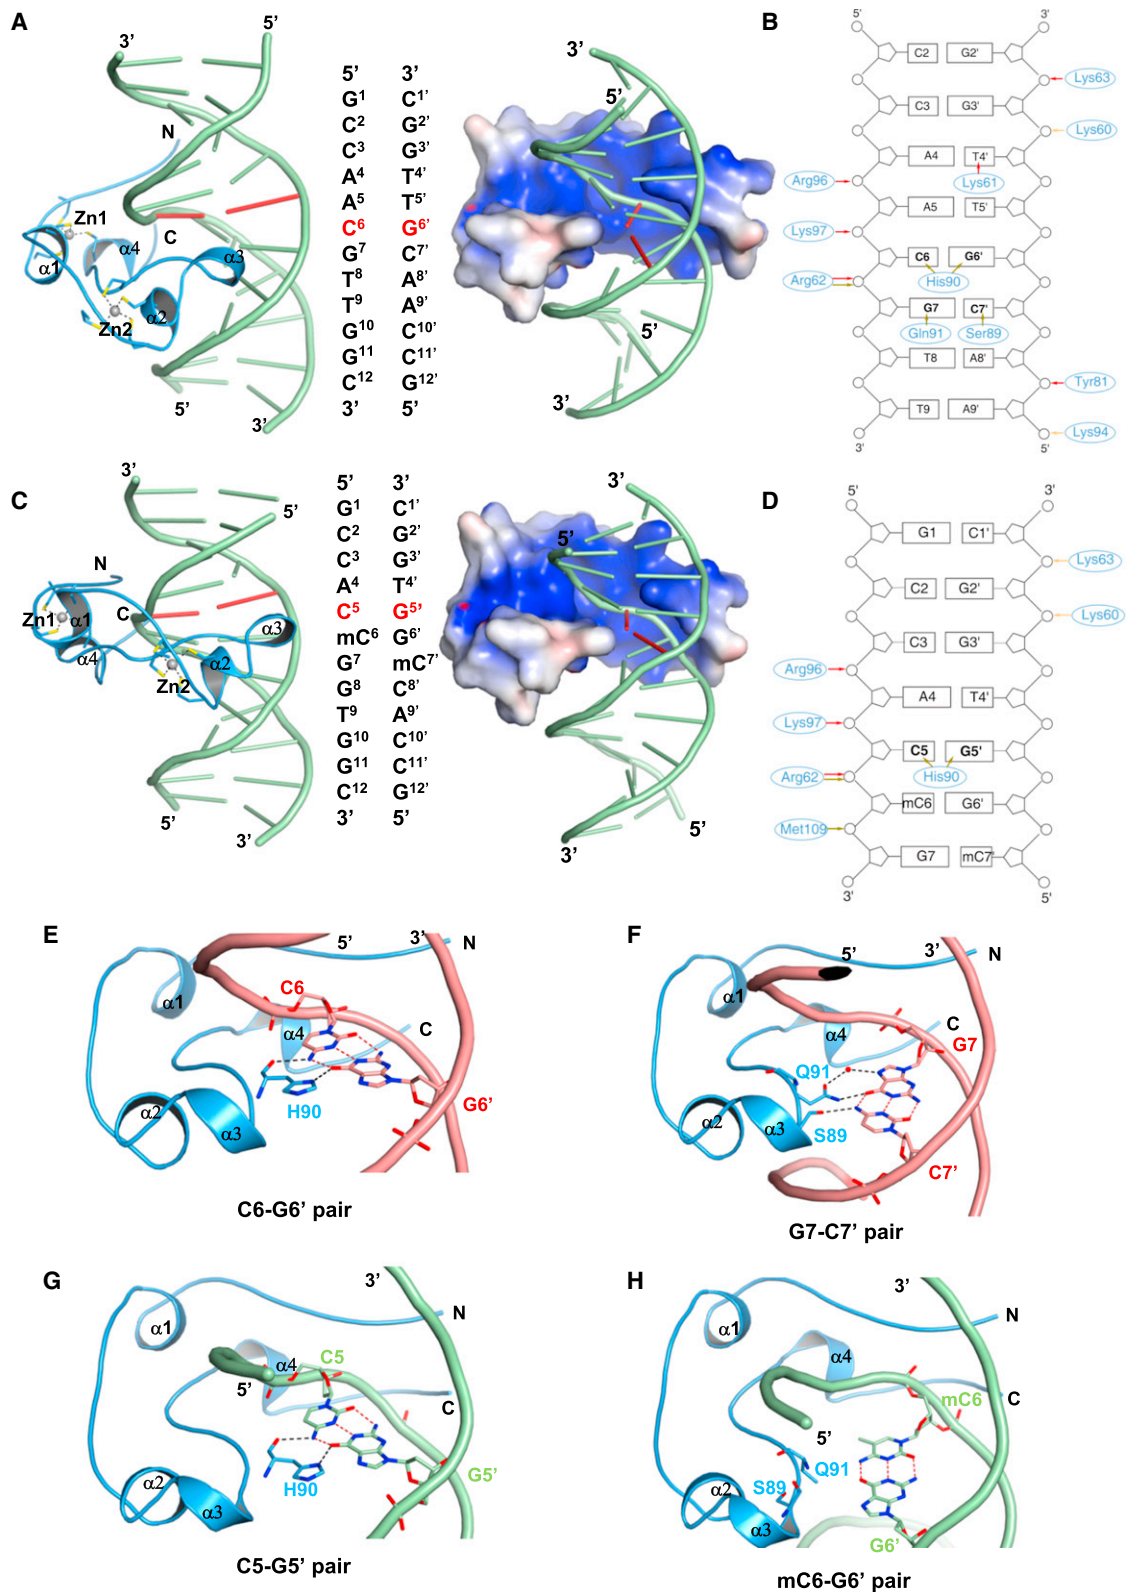 A
3’
5’
N
Zn1
α1
α4
C
α3
Zn2
α2
5’
3’
5’ 3’
G1 C1’
C2 G2’
C3 G3’
A4 T4’
A5 T5’
C6 G6’
G7 C7’
T8 A8’
T9 A9’
G10 C10’
G11 C11’
C12 G12’
3’ 5’
3’
5’
5’
3’
B
5' 3'
C2 G2'
Lys63
C3 G3'
Lys60
A4 T4'
Arg96
Lys61
A5 T5'
Lys97
C6 G6'
Arg62
His90
G7 C7'
Gln91 Ser89
T8 A8'
Tyr81
T9 A9'
Lys94
3' 5'
C
3’
5’
N
Zn1
α1
C
α3
α4
Zn2
α2
5’
3’
5’ 3’
G1 C1’
C2 G2’
C3 G3’
A4 T4’
C5 G5’
mC6 G6’
G7 mC7’
G8 C8’
T9 A9’
G10 C10’
G11 C11’
C12 G12’
3’ 5’
3’
5’
5’
3’
D
5' 3'
G1 C1'
Lys63
C2 G2'
Lys60
C3 G3'
Arg96
A4 T4'
Lys97
C5 G5'
Arg62
His90
mC6 G6'
Met109
G7 mC7'
3' 5'
E
5’
3’
N
C6
α1
α4
C
H90
G6’
α2
α3
C6-G6’ pair
F
5’
3’
N
α1
α4
C
G7
Q91
α2
α3
S89
C7’
G7-C7’ pair
G
3’
N
α1
α4
C5
5’
C
H90
G5’
α2
α3
C5-G5’ pair
H
3’
N
α1
α4
mC6
C
5’
Q91
S89
α2
α3
G6’
mC6-G6’ pair